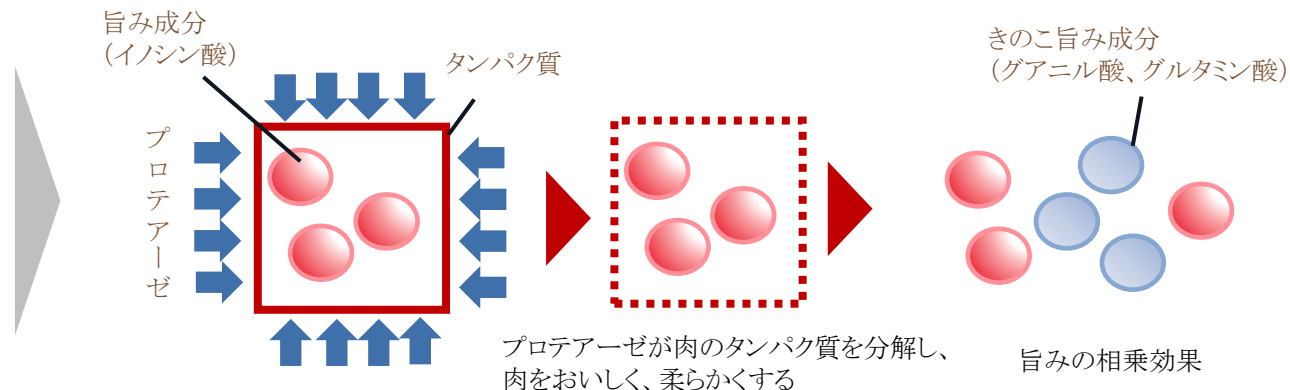 旨み成分
(イノシン酸)
タンパク質
プロテアーゼ
きのこ旨み成分
(グアニル酸、グルタミン酸)
プロテアーゼが肉のタンパク質を分解し、
肉をおいしく、柔らかくする
旨みの相乗効果